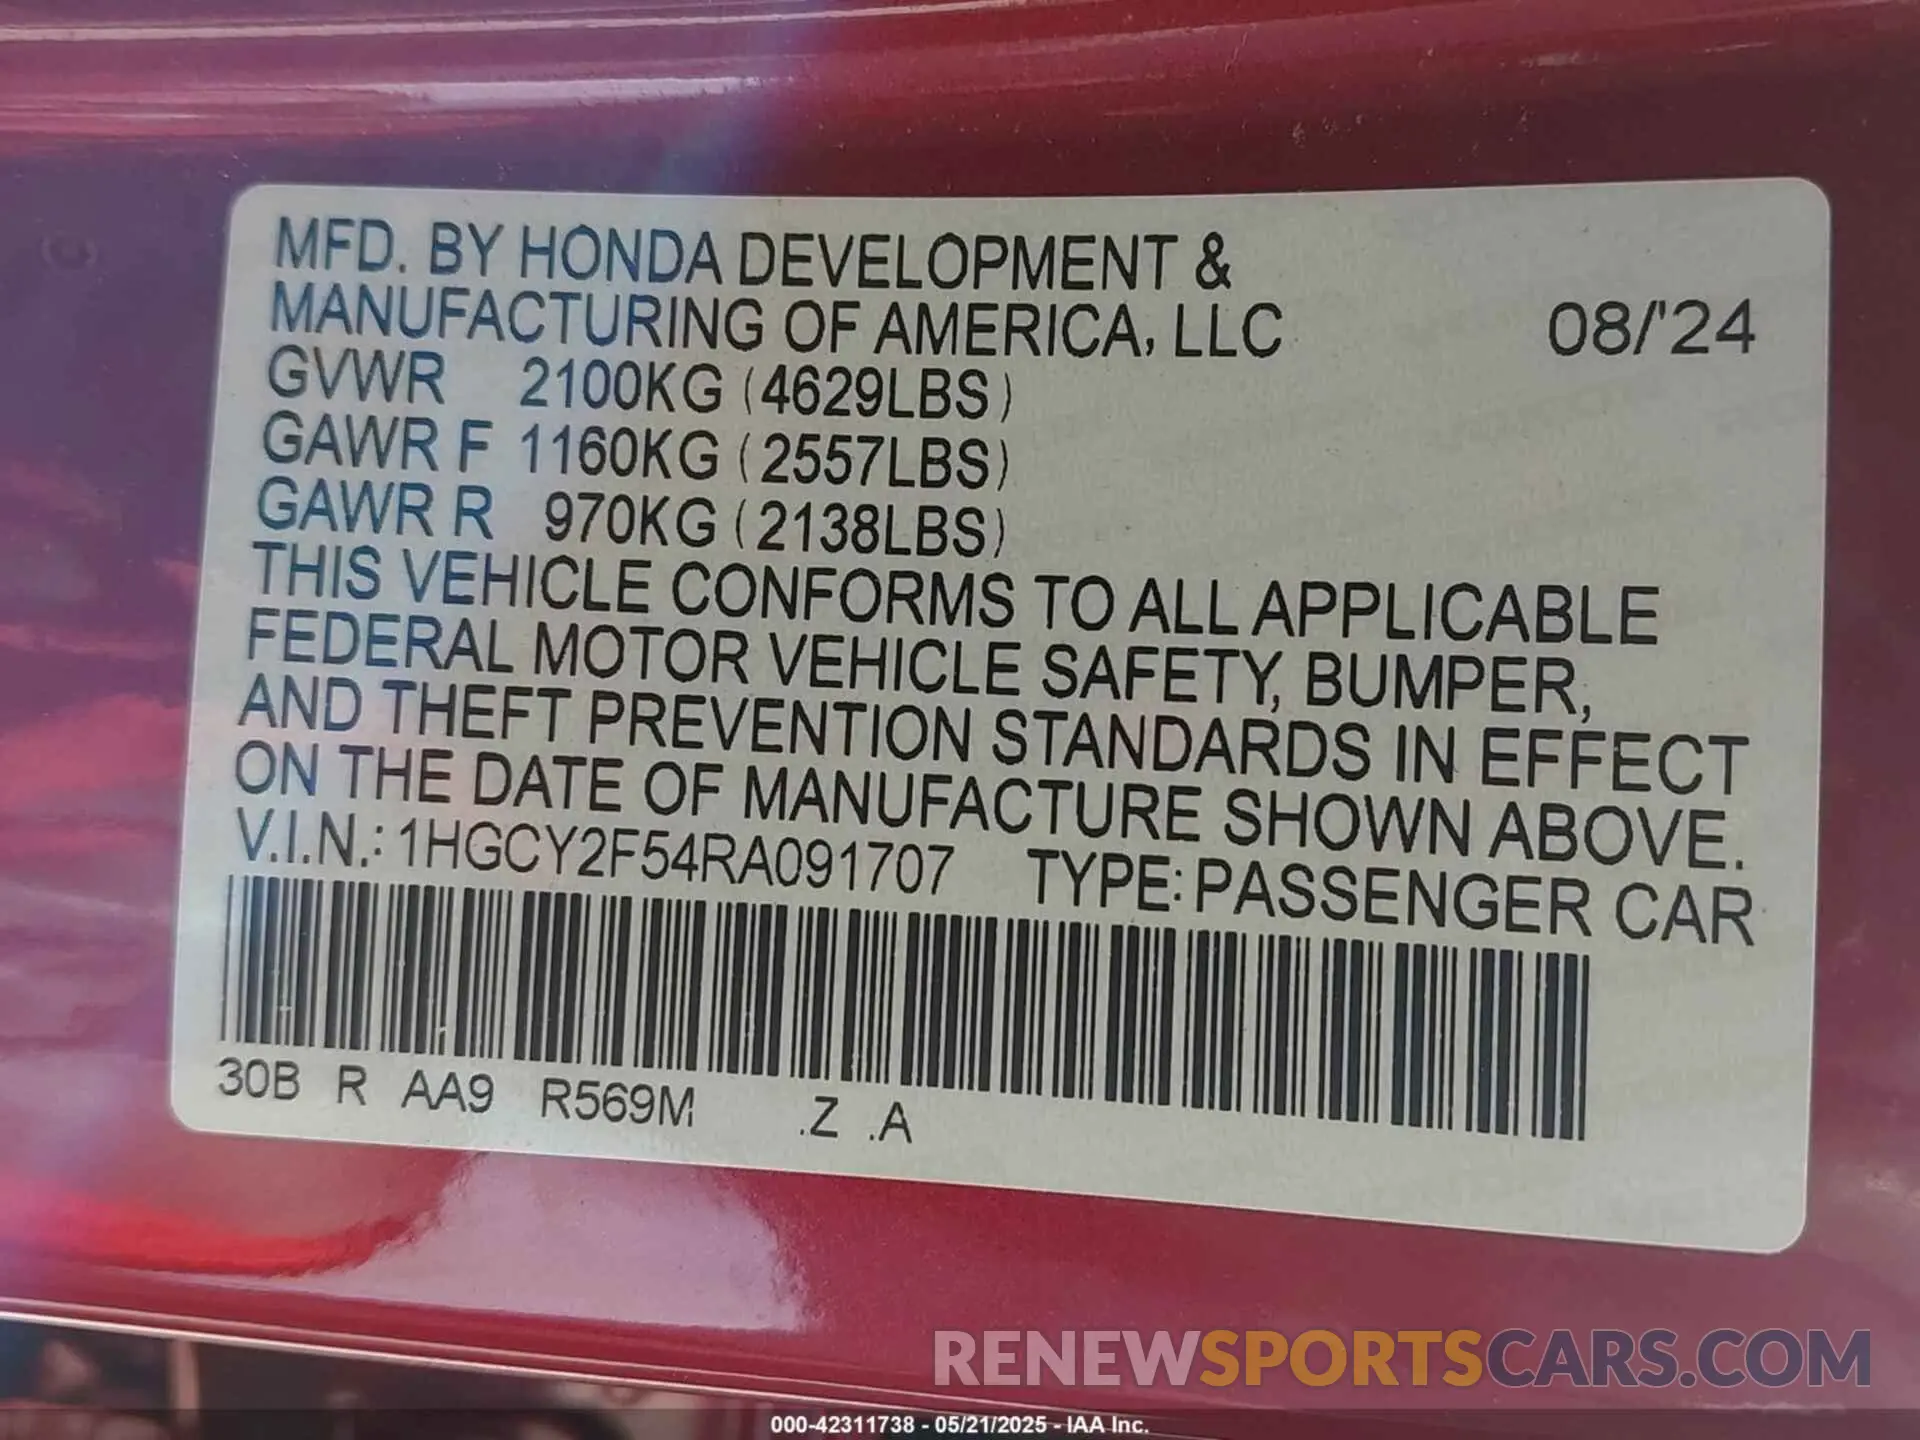 MFD. BY HONDA DEVELOPMENT &
MANUFACTURING OF AMERICA, LLC 08/'24
GVWR 2100KG (4629LBS)
GAWR F 1160KG (2557LBS)
GAWR R 970KG (2138LBS)
THIS VEHICLE CONFORMS TO ALL APPLICABLE
FEDERAL MOTOR VEHICLE SAFETY, BUMPER,
AND THEFT PREVENTION STANDARDS IN EFFECT
ON THE DATE OF MANUFACTURE SHOWN ABOVE.
V.I.N.: 1HGCY2F54RA091707 TYPE: PASSENGER CAR
30B R AA9 R569M .Z .A
RENEWSPORTSCARS.COM
000-42311738 - 05/21/2025 - IAA Inc.